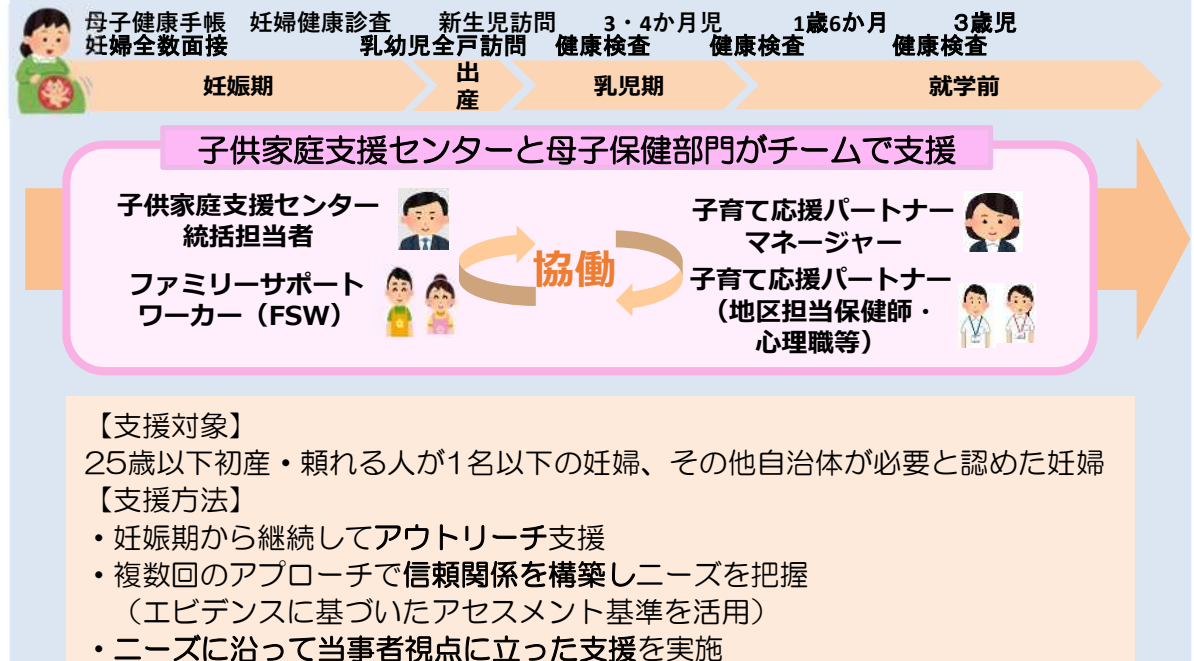 母子健康手帳 妊婦健康診査 新生児訪問 3・4か月児 1歳6か月 3歳児
妊婦全数面接 乳幼児全戸訪問 健康検査 健康検査 健康検査
妊娠期 出産 乳児期 就学前
子供家庭支援センターと母子保健部門がチームで支援
子供家庭支援センター
統括担当者
ファミリーサポート
ワーカー（FSW）
協働
子育て応援パートナー
マネージャー
子育て応援パートナー
（地区担当保健師・
心理職等）
【支援対象】
25歳以下初産・頼れる人が1名以下の妊婦、その他自治体が必要と認めた妊婦
【支援方法】
・妊娠期から継続してアウトリーチ支援
・複数回のアプローチで信頼関係を構築しニーズを把握
（エビデンスに基づいたアセスメント基準を活用）
・ニーズに沿って当事者視点に立った支援を実施